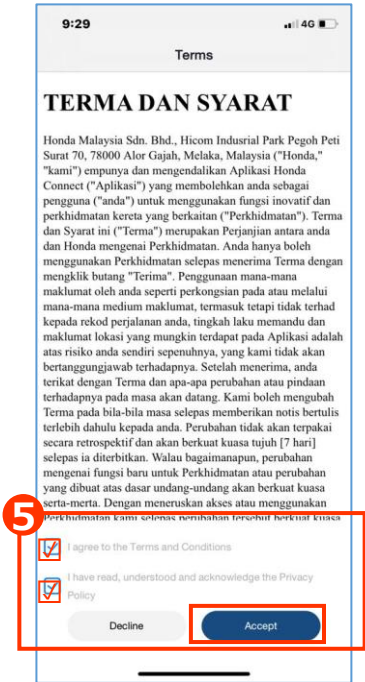 9:29
4G
Terms
TERMA DAN SYARAT
Honda Malaysia Sdn. Bhd., Hicom Indusrial Park Pegoh Peti
Surat 70, 78000 Alor Gajah, Melaka, Malaysia ("Honda,"
"kami") empunya dan mengendalikan Aplikasi Honda
Connect ("Aplikasi") yang membolehkan anda sebagai
pengguna ("anda") untuk menggunakan fungsi inovatif dan
perkhidmatan kereta yang berkaitan ("Perkhidmatan"). Terma
dan Syarat ini ("Terma") merupakan Perjanjian antara anda
dan Honda mengenai Perkhidmatan. Anda hanya boleh
menggunakan Perkhidmatan selepas menerima Terma dengan
mengklik butang "Terima". Penggunaan mana-mana
maklumat oleh anda seperti perkongsian pada atau melalui
mana-mana medium maklumat, termasuk tetapi tidak terhad
kepada rekod perjalanan anda, tingkah laku memandu dan
maklumat lokasi yang mungkin terdapat pada Aplikasi adalah
atas risiko anda sendiri sepenuhnya, yang kami tidak akan
bertanggungjawab terhadapnya. Setelah menerima, anda
terikat dengan Terma dan apa-apa perubahan atau pindaan
terhadapnya pada masa akan datang. Kami boleh mengubah
Terma pada bila-bila masa selepas memberikan notis bertulis
terlebih dahulu kepada anda. Perubahan tidak akan terpakai
secara retrospektif dan akan berkuat kuasa tujuh [7 hari]
selepas ia diterbitkan. Walau bagaimanapun, perubahan
mengenai fungsi baru untuk Perkhidmatan atau perubahan
yang dibuat atas dasar undang-undang akan berkuat kuasa
serta-merta. Dengan meneruskan akses atau menggunakan
Perkhidmatan kami selepas perubahan tersebut berkuat kuasa
5
I agree to the Terms and Conditions
I have read, understood and acknowledge the Privacy
Policy
Decline
Accept